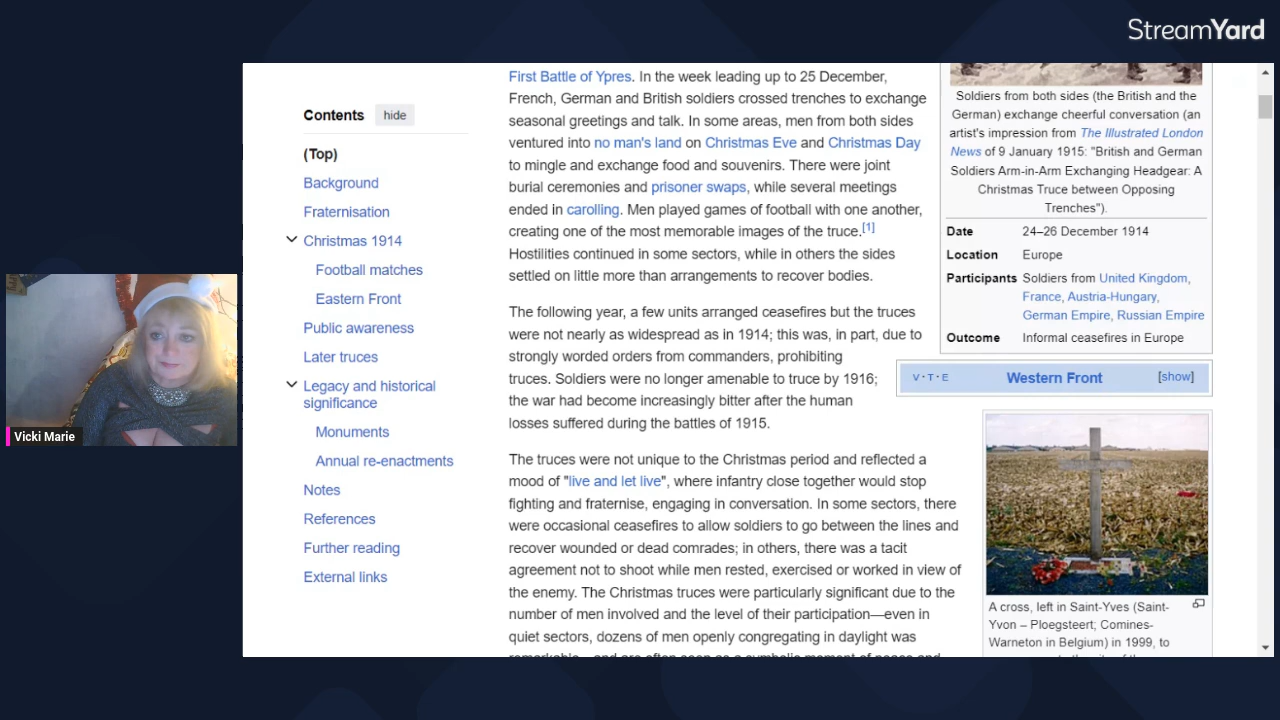 StreamYard
Contents hide
(Top)
Background
Fraternisation
Christmas 1914
Football matches
Eastern Front
Public awareness
Later truces
Legacy and historical
significance
Monuments
Annual re-enactments
Notes
References
Further reading
External links
First Battle of Ypres. In the week leading up to 25 December,
French, German and British soldiers crossed trenches to exchange
seasonal greetings and talk. In some areas, men from both sides
ventured into no man's land on Christmas Eve and Christmas Day
to mingle and exchange food and souvenirs. There were joint
burial ceremonies and prisoner swaps, while several meetings
ended in carolling. Men played games of football with one another,
creating one of the most memorable images of the truce.[1]
Hostilities continued in some sectors, while in others the sides
settled on little more than arrangements to recover bodies.
The following year, a few units arranged ceasefires but the truces
were not nearly as widespread as in 1914; this was, in part, due to
strongly worded orders from commanders, prohibiting
truces. Soldiers were no longer amenable to truce by 1916;
the war had become increasingly bitter after the human
losses suffered during the battles of 1915.
The truces were not unique to the Christmas period and reflected a
mood of "live and let live", where infantry close together would stop
fighting and fraternise, engaging in conversation. In some sectors, there
were occasional ceasefires to allow soldiers to go between the lines and
recover wounded or dead comrades; in others, there was a tacit
agreement not to shoot while men rested, exercised or worked in view of
the enemy. The Christmas truces were particularly significant due to the
number of men involved and the level of their participation—even in
quiet sectors, dozens of men openly congregating in daylight was
Soldiers from both sides (the British and the
German) exchange cheerful conversation (an
artist's impression from The Illustrated London
News of 9 January 1915: "British and German
Soldiers Arm-in-Arm Exchanging Headgear: A
Christmas Truce between Opposing
Trenches").
Date 24–26 December 1914
Location Europe
Participants Soldiers from United Kingdom,
France, Austria-Hungary,
German Empire, Russian Empire
Outcome Informal ceasefires in Europe
V·T·E Western Front [show]
A cross, left in Saint-Yves (Saint-
Yvon – Ploegsteert; Comines-
Warneton in Belgium) in 1999, to
Vicki Marie